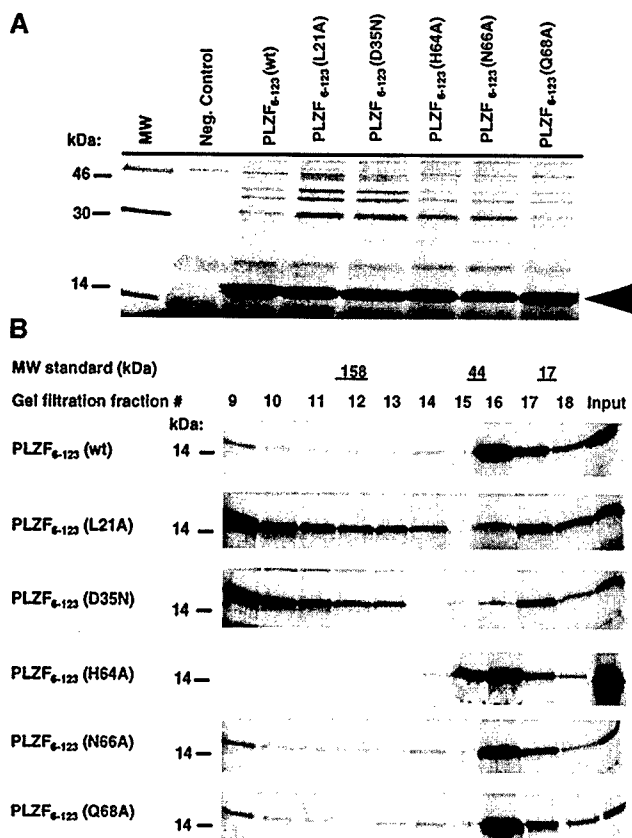 A
kDa:
MW
Neg. Control
PLZF6-123(wt)
PLZF6-123(L21A)
PLZF6-123(D35N)
PLZF6-123(H64A)
PLZF6-123(N66A)
PLZF6-123(Q68A)
46
30
14
B
MW standard (kDa) 158 44 17
Gel filtration fraction # 9 10 11 12 13 14 15 16 17 18 Input
kDa:
PLZF6-123 (wt) 14
PLZF6-123 (L21A) 14
PLZF6-123 (D35N) 14
PLZF6-123 (H64A) 14
PLZF6-123 (N66A) 14
PLZF6-123 (Q68A) 14